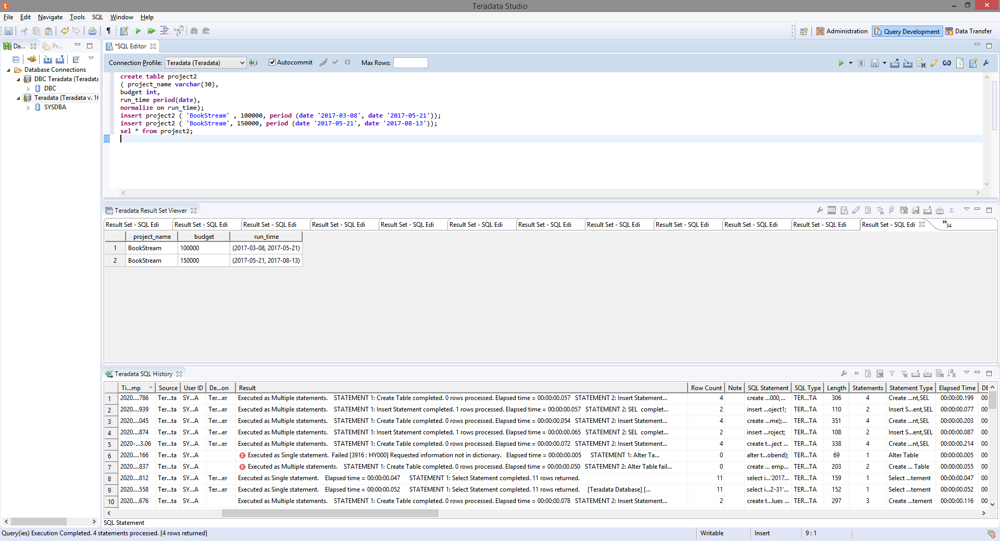 Teradata Studio
File Edit Navigate Tools SQL Window Help
Administration Query Development Data Transfer
Da... Pr...
*SQL Editor
Database Connections
DBC Teradata (Teradata
DBC
Teradata (Teradata v. 16
SYSDBA
Connection Profile: Teradata (Teradata) Autocommit Max Rows:
create table project2
( project_name varchar(30),
budget int,
run_time period(date),
normalize on run_time);
insert project2 ( 'BookStream' , 100000, period (date '2017-03-08', date '2017-05-21'));
insert project2 ( 'BookStream', 150000, period (date '2017-05-21', date '2017-08-13'));
sel * from project2;
Teradata Result Set Viewer
Result Set - SQL Edi Result Set - SQL Edi Result Set - SQL Edi Result Set - SQL Edi Result Set - SQL Edi Result Set - SQL Edi Result Set - SQL Edi Result Set - SQL Edi Result Set - SQL Edi Result Set - SQL Edi Result Set - SQL Edi Result Set - SQL Edi »34
project_name budget run_time
1 BookStream 100000 (2017-03-08, 2017-05-21)
2 BookStream 150000 (2017-05-21, 2017-08-13)
Teradata SQL History
Ti...mp Source User ID De...on Result Row Count Note SQL Statement SQL Type Length Statements Statement Type Elapsed Time DE
1 2020....786 Ter...ta SY...A Ter...er Executed as Multiple statements. STATEMENT 1: Create Table completed. 0 rows processed. Elapsed time = 00:00:00.057 STATEMENT 2: Insert Statement... 4 create ...000,... TER...TA 306 4 Create ...nt,SEL 00:00:00.199 00:
2 2020....939 Ter...ta SY...A Ter...er Executed as Multiple statements. STATEMENT 1: Insert Statement completed. 1 rows processed. Elapsed time = 00:00:00.057 STATEMENT 2: SEL complet... 2 insert ...oject1; TER...TA 110 2 Insert S...ent,SEL 00:00:00.077 00:
3 2020....045 Ter...ta SY...A Ter...er Executed as Multiple statements. STATEMENT 1: Create Table completed. 0 rows processed. Elapsed time = 00:00:00.054 STATEMENT 2: Insert Statement... 4 create ...me);... TER...TA 351 4 Create ...nt,SEL 00:00:00.203 00:
4 2020....874 Ter...ta SY...A Ter...er Executed as Multiple statements. STATEMENT 1: Insert Statement completed. 1 rows processed. Elapsed time = 00:00:00.065 STATEMENT 2: SEL complet... 2 insert ...roject; TER...TA 108 2 Insert S...ent,SEL 00:00:00.087 00:
5 2020-...3.06 Ter...ta SY...A Ter...er Executed as Multiple statements. STATEMENT 1: Create Table completed. 0 rows processed. Elapsed time = 00:00:00.072 STATEMENT 2: Insert Statement... 4 create t...ject ... TER...TA 338 4 Create ...nt,SEL 00:00:00.214 00:
6 2020....166 Ter...ta SY...A Executed as Single statement. Failed [3916 : HY000] Requested information not in dictionary. Elapsed time = 00:00:00.005 STATEMENT 1: Alter Ta... 0 alter t...obend); TER...TA 69 1 Alter Table 00:00:00.005 00:
7 2020....837 Ter...ta SY...A Executed as Multiple statements. STATEMENT 1: Create Table completed. 0 rows processed. Elapsed time = 00:00:00.050 STATEMENT 2: Alter Table fail... 0 create ... emp... TER...TA 203 2 Create ... Table 00:00:00.055 00:
8 2020....812 Ter...ta SY...A Ter...er Executed as Single statement. Elapsed time = 00:00:00.047 STATEMENT 1: Select Statement completed. 11 rows returned. 11 select i...'2017... TER...TA 159 1 Select ...tement 00:00:00.047 00:
9 2020....558 Ter...ta SY...A Ter...er Executed as Single statement. Elapsed time = 00:00:00.052 STATEMENT 1: Select Statement completed. 11 rows returned. [Teradata Database] [... 11 select i...2-31'... TER...TA 152 1 Select ...tement 00:00:00.052 00:
10 2020....676 Ter...ta SY...A Executed as Multiple statements. STATEMENT 1: Create Table completed. 0 rows processed. Elapsed time = 00:00:00.078 STATEMENT 2: Insert Statement... 2 create t...lues ... TER...TA 297 3 Create ...tement 00:00:00.116 00:
SQL Statement
Query(ies) Execution Completed. 4 statements processed. [4 rows returned] Writable Insert 9 : 1